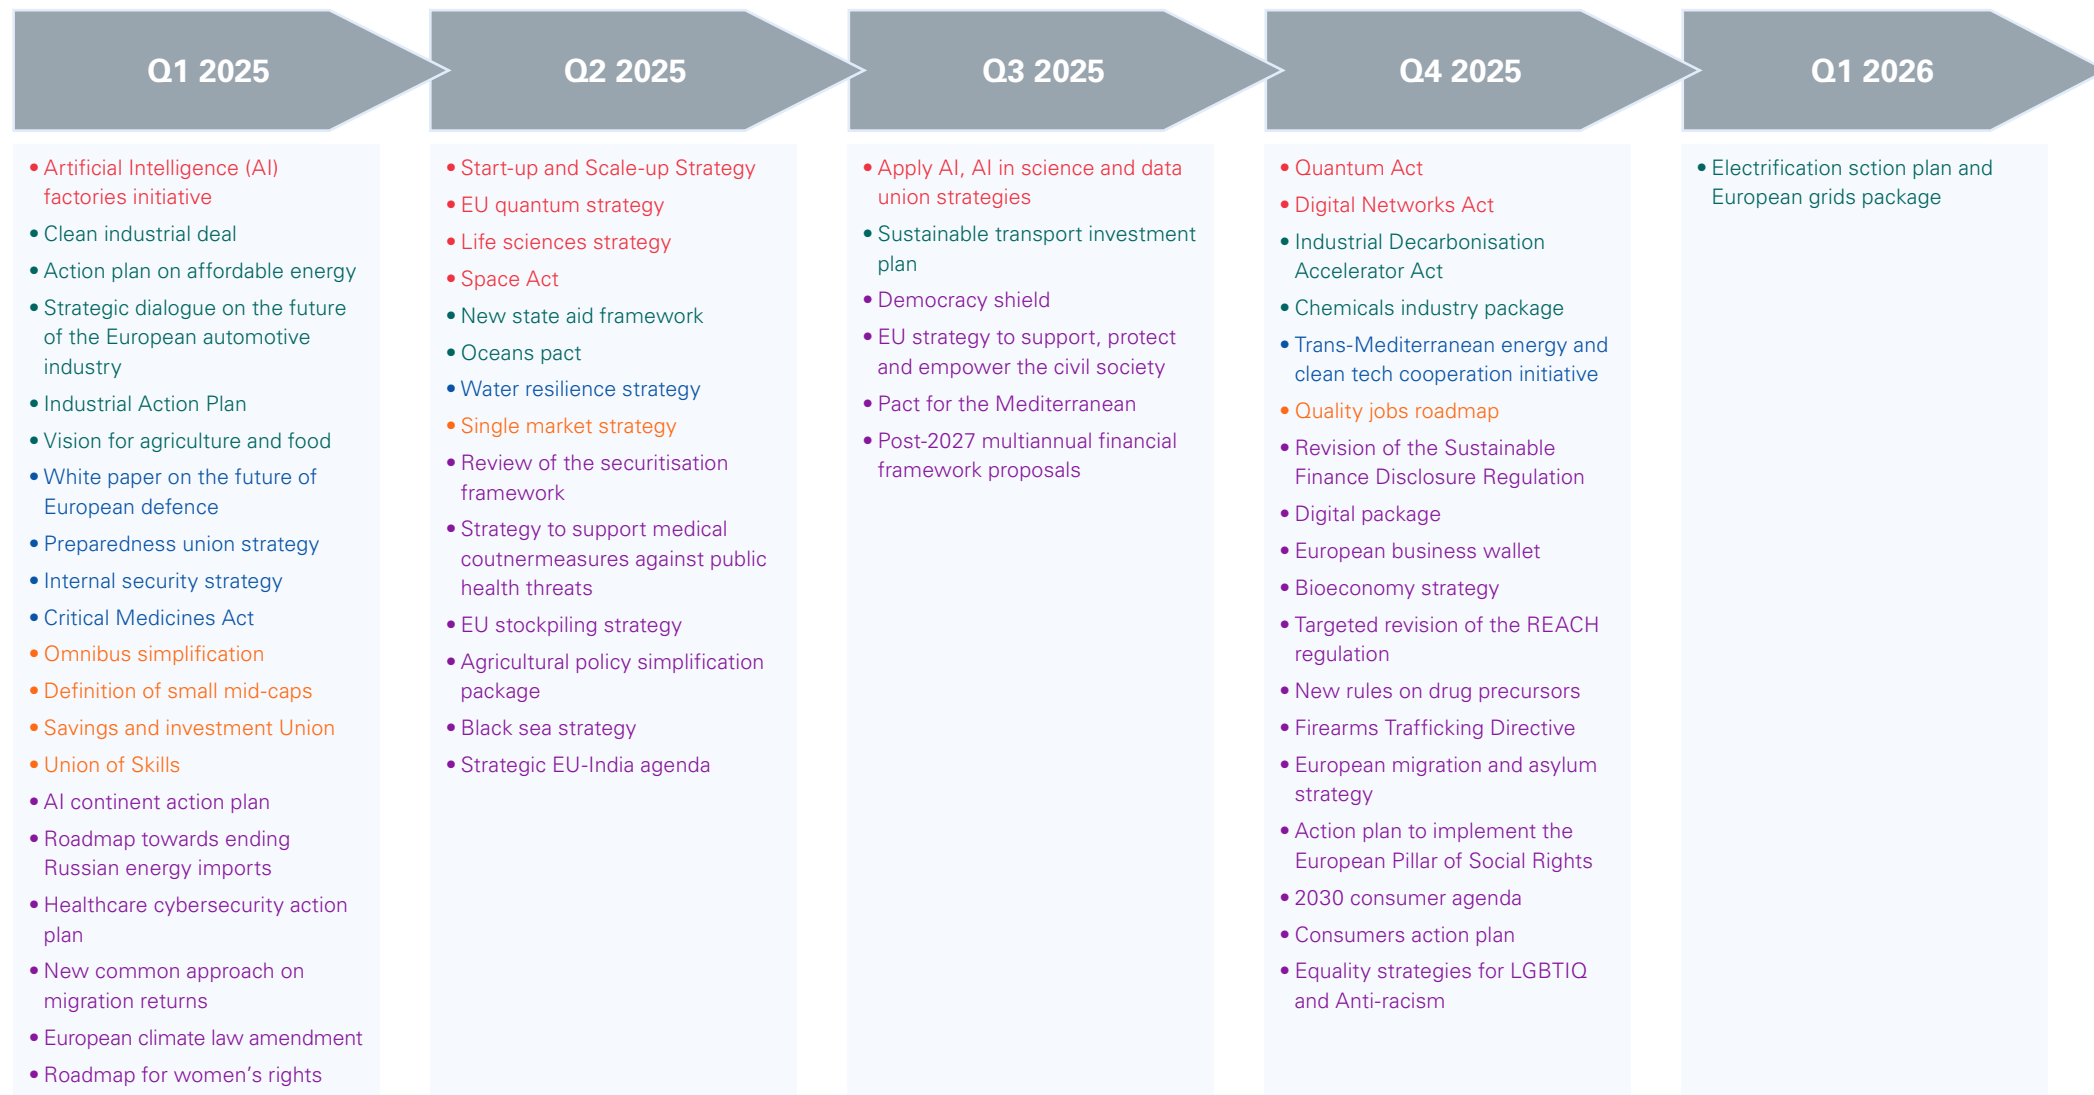 Q1 2025
• Artificial Intelligence (AI)
factories initiative
• Clean industrial deal
• Action plan on affordable energy
• Strategic dialogue on the future
of the European automotive
industry
• Industrial Action Plan
• Vision for agriculture and food
• White paper on the future of
European defence
• Preparedness union strategy
• Internal security strategy
• Critical Medicines Act
• Omnibus simplification
• Definition of small mid-caps
• Savings and investment Union
• Union of Skills
• AI continent action plan
• Roadmap towards ending
Russian energy imports
• Healthcare cybersecurity action
plan
• New common approach on
migration returns
• European climate law amendment
• Roadmap for women’s rights
Q2 2025
• Start-up and Scale-up Strategy
• EU quantum strategy
• Life sciences strategy
• Space Act
• New state aid framework
• Oceans pact
• Water resilience strategy
• Single market strategy
• Review of the securitisation
framework
• Strategy to support medical
coutnermeasures against public
health threats
• EU stockpiling strategy
• Agricultural policy simplification
package
• Black sea strategy
• Strategic EU-India agenda
Q3 2025
• Apply AI, AI in science and data
union strategies
• Sustainable transport investment
plan
• Democracy shield
• EU strategy to support, protect
and empower the civil society
• Pact for the Mediterranean
• Post-2027 multiannual financial
framework proposals
Q4 2025
• Quantum Act
• Digital Networks Act
• Industrial Decarbonisation
Accelerator Act
• Chemicals industry package
• Trans-Mediterranean energy and
clean tech cooperation initiative
• Quality jobs roadmap
• Revision of the Sustainable
Finance Disclosure Regulation
• Digital package
• European business wallet
• Bioeconomy strategy
• Targeted revision of the REACH
regulation
• New rules on drug precursors
• Firearms Trafficking Directive
• European migration and asylum
strategy
• Action plan to implement the
European Pillar of Social Rights
• 2030 consumer agenda
• Consumers action plan
• Equality strategies for LGBTIQ
and Anti-racism
Q1 2026
• Electrification sction plan and
European grids package